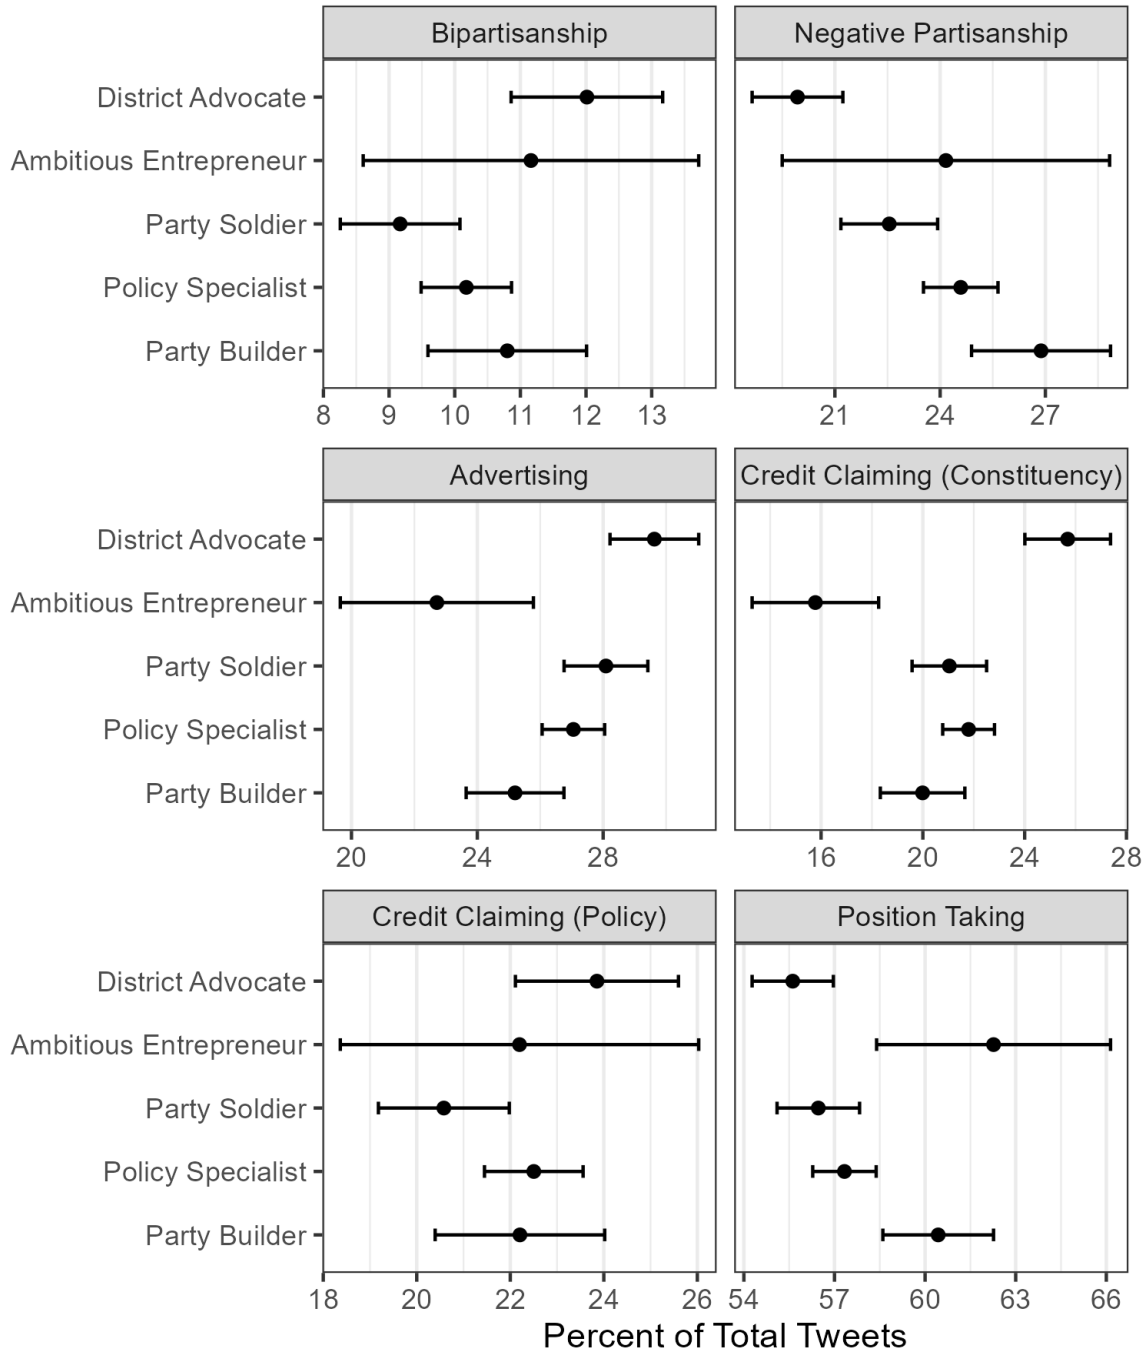 Bipartisanship Negative Partisanship
District Advocate
Ambitious Entrepreneur
Party Soldier
Policy Specialist
Party Builder
8 9 10 11 12 13 21 24 27
Advertising Credit Claiming (Constituency)
District Advocate
Ambitious Entrepreneur
Party Soldier
Policy Specialist
Party Builder
20 24 28 16 20 24 28
Credit Claiming (Policy) Position Taking
District Advocate
Ambitious Entrepreneur
Party Soldier
Policy Specialist
Party Builder
18 20 22 24 26 54 57 60 63 66
Percent of Total Tweets